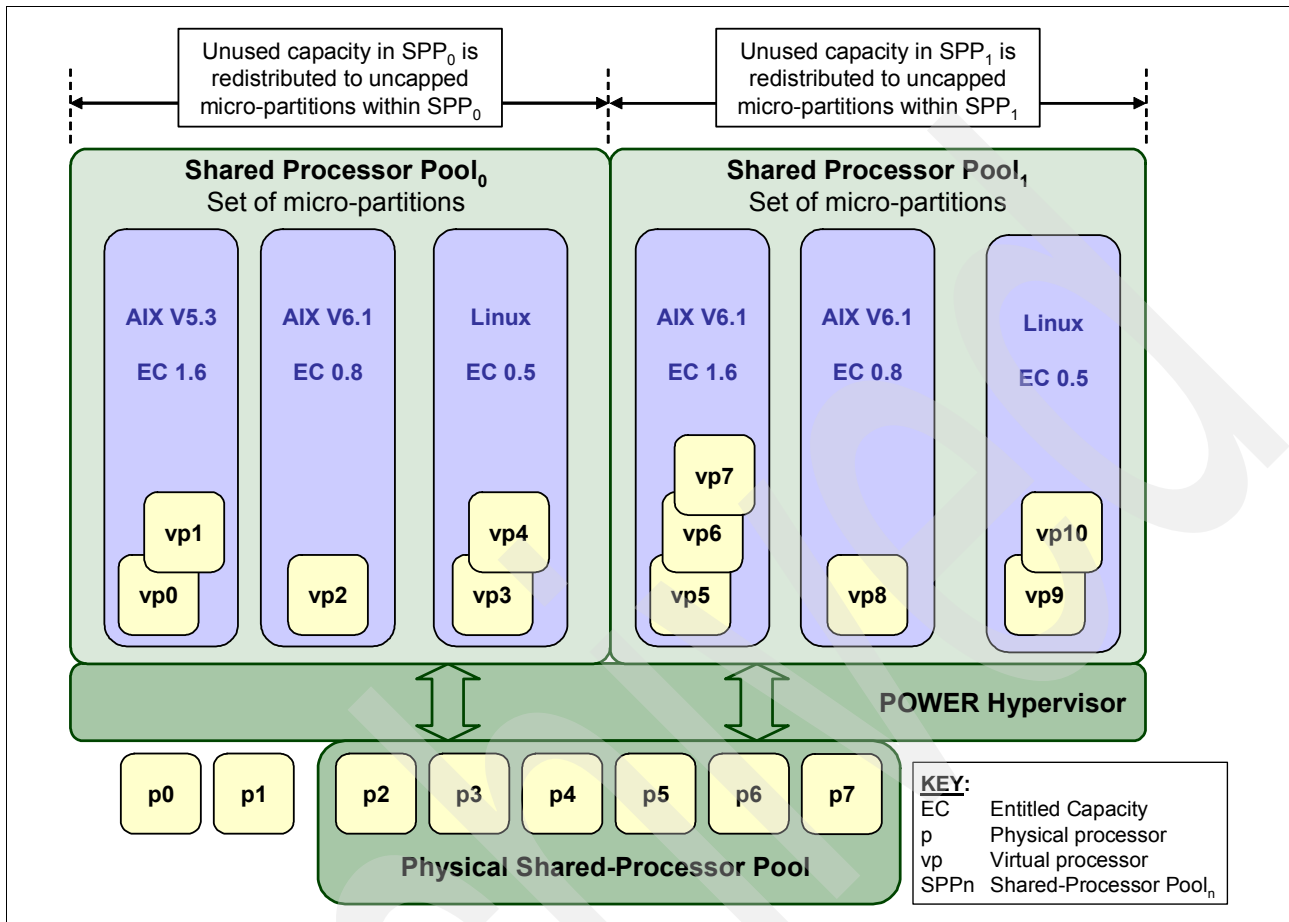 Unused capacity in SPP0 is
redistributed to uncapped
micro-partitions within SPP0
Unused capacity in SPP1 is
redistributed to uncapped
micro-partitions within SPP1
Shared Processor Pool0
Set of micro-partitions
Shared Processor Pool1
Set of micro-partitions
AIX V5.3
EC 1.6
AIX V6.1
EC 0.8
Linux
EC 0.5
AIX V6.1
EC 1.6
AIX V6.1
EC 0.8
Linux
EC 0.5
vp1
vp0
vp2
vp4
vp3
vp7
vp6
vp5
vp8
vp10
vp9
POWER Hypervisor
p0
p1
p2
p3
p4
p5
p6
p7
Physical Shared-Processor Pool
KEY:
EC Entitled Capacity
p Physical processor
vp Virtual processor
SPPn Shared-Processor Pooln